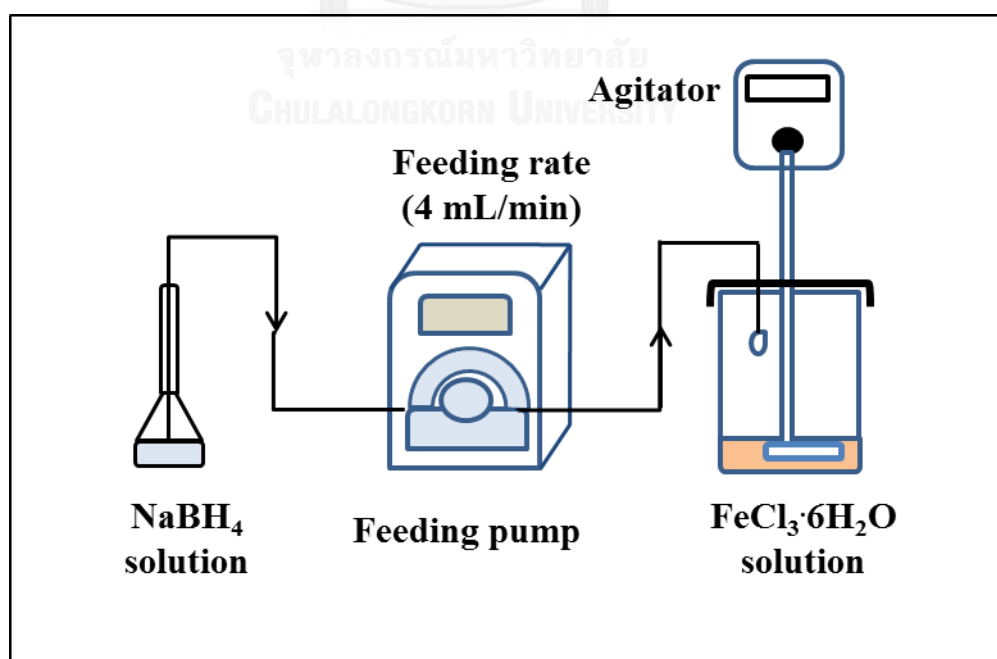 จุฬาลงกรณ์มหาวิทยาลัย
CHULALONGKORN UNIVERSITY
Agitator
Feeding rate
(4 mL/min)
NaBH₄
solution
Feeding pump
FeCl₃·6H₂O
solution